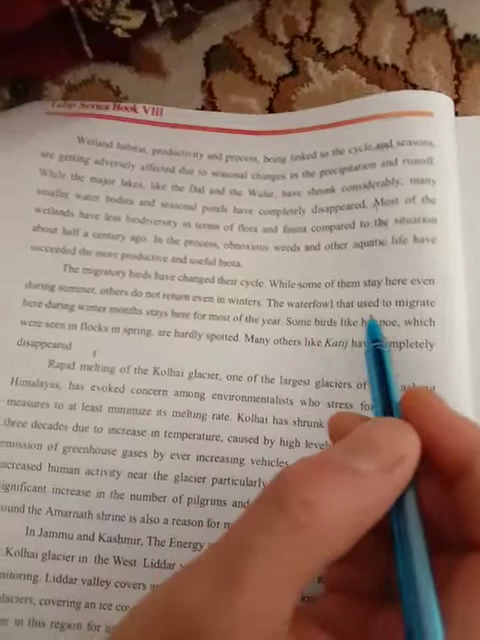 Tulip Series Book VIII
Wetland habitat, productivity and process, being linked to the cycle and seasons,
are getting adversely affected due to seasonal changes in the precipitation and runoff.
While the major lakes, like the Dal and the Wular, have shrunk considerably, many
smaller water bodies and seasonal ponds have completely disappeared. Most of the
wetlands have less biodiversity in terms of flora and fauna compared to the situation
about half a century ago. In the process, obnoxious weeds and other aquatic life have
succeeded the more productive and useful biota.
The migratory birds have changed their cycle. While some of them stay here even
during summer, others do not return even in winters. The waterfowl that used to migrate
here during winter months stays here for most of the year. Some birds like which
were seen in flocks in spring, are hardly spotted. Many others like Katij
disappeared
Rapid melting of the Kolhai glacier, one of the largest glaciers of
Himalayas, has evoked concern among environmentalists who stress
measures to at least minimize its melting rate. Kolhai has shrunk
three decades due to increase in temperature, caused by high
emission of greenhouse gases by ever increasing vehicles
increased human activity near the glacier particularly
significant increase in the number of pilgrims and
around the Amarnath shrine is also a reason for
In Jammu and Kashmir, The Energy
Kolhai glacier in the West Liddar
Liddar valley covers
glaciers, covering an ice
in this region for